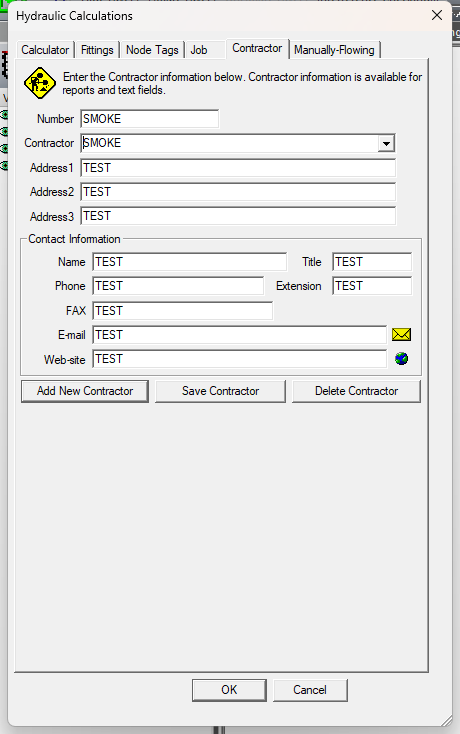 Hydraulic Calculations
Calculator Fittings Node Tags Job Contractor Manually-Flowing
Enter the Contractor information below. Contractor information is available for
reports and text fields.
Number SMOKE
Contractor SMOKE
Address1 TEST
Address2 TEST
Address3 TEST
Contact Information
Name TEST Title TEST
Phone TEST Extension TEST
FAX TEST
E-mail TEST
Web-site TEST
Add New Contractor Save Contractor Delete Contractor
OK Cancel